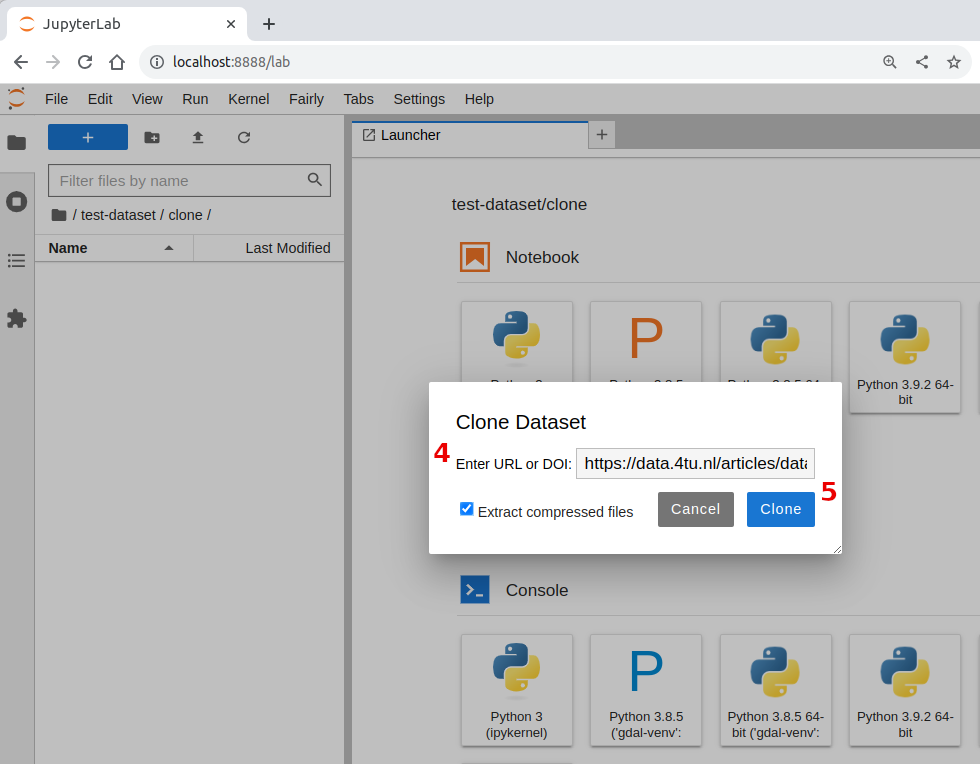 JupyterLab
localhost:8888/lab
File Edit View Run Kernel Fairly Tabs Settings Help
Launcher
Filter files by name
/ test-dataset / clone /
Name Last Modified
test-dataset/clone
Notebook
Python 3.9.2 64-
bit
Clone Dataset
4
Enter URL or DOI: https://data.4tu.nl/articles/data
5
Extract compressed files Cancel Clone
Console
P
Python 3
(ipykernel)
Python 3.8.5
('gdal-venv':
Python 3.8.5 64-
bit ('gdal-venv':
Python 3.9.2 64-
bit